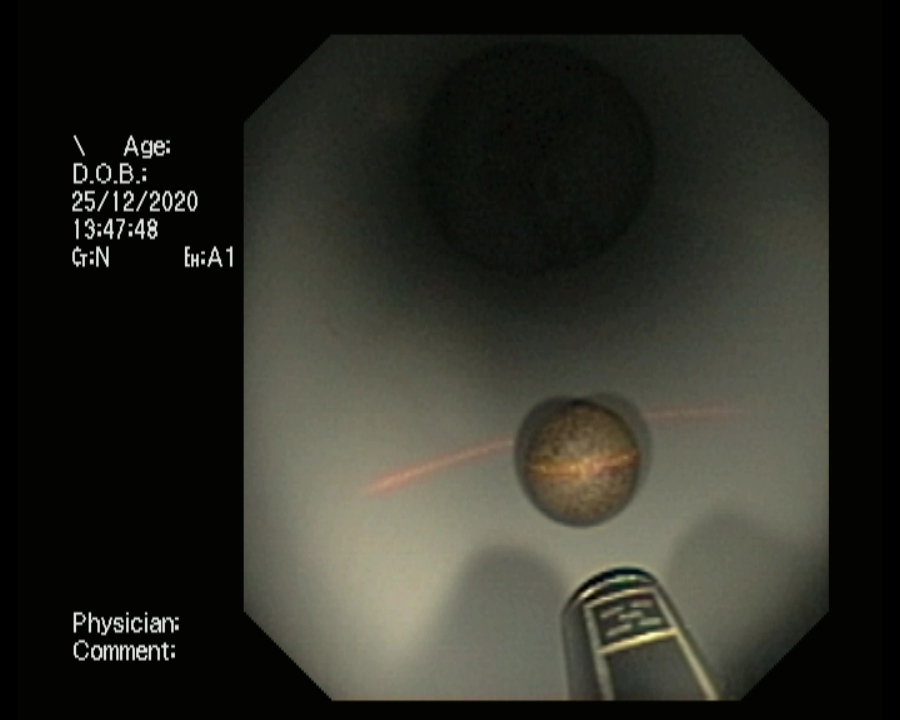 \ Age:
D.O.B.:
25/12/2020
13:47:48
Cr:N EH:A1
Physician:
Comment: